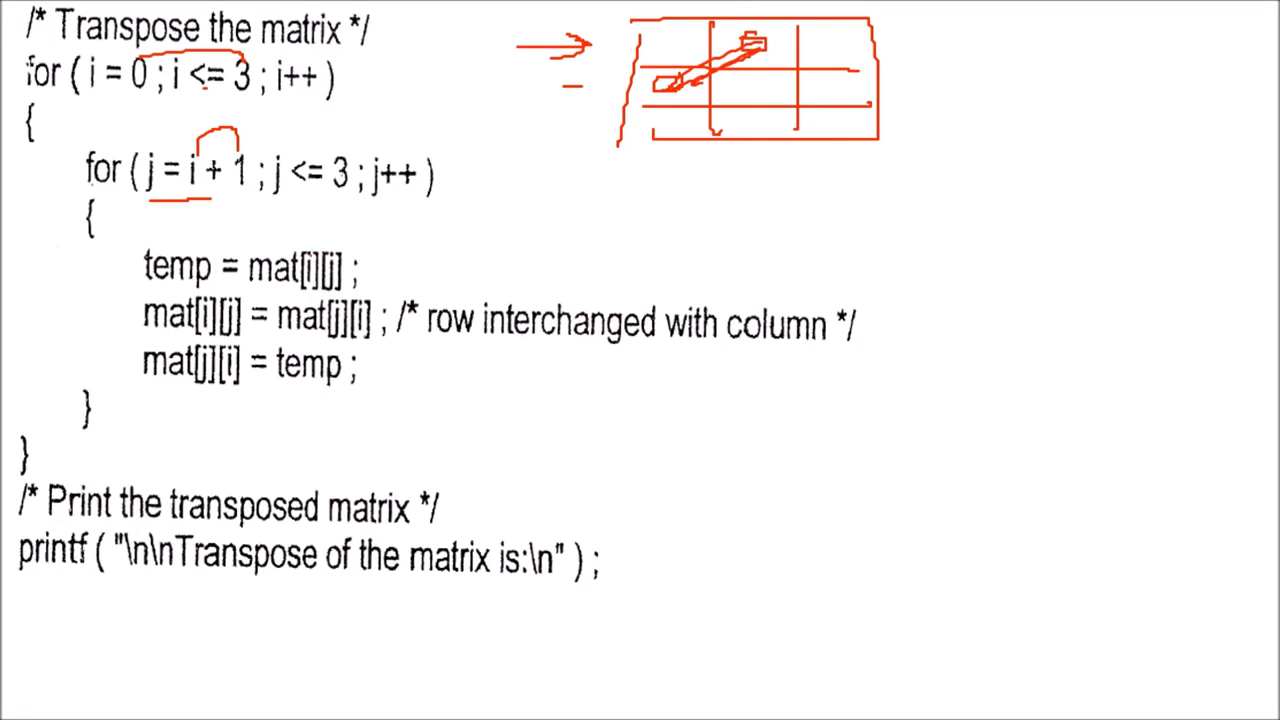 /* Transpose the matrix */
for ( i = 0 ; i <= 3 ; i++ )
{
for ( j = i + 1 ; j <= 3 ; j++ )
{
temp = mat[i][j] ;
mat[i][j] = mat[j][i] ; /* row interchanged with column */
mat[j][i] = temp ;
}
}
/* Print the transposed matrix */
printf ( "\n\nTranspose of the matrix is:\n" ) ;